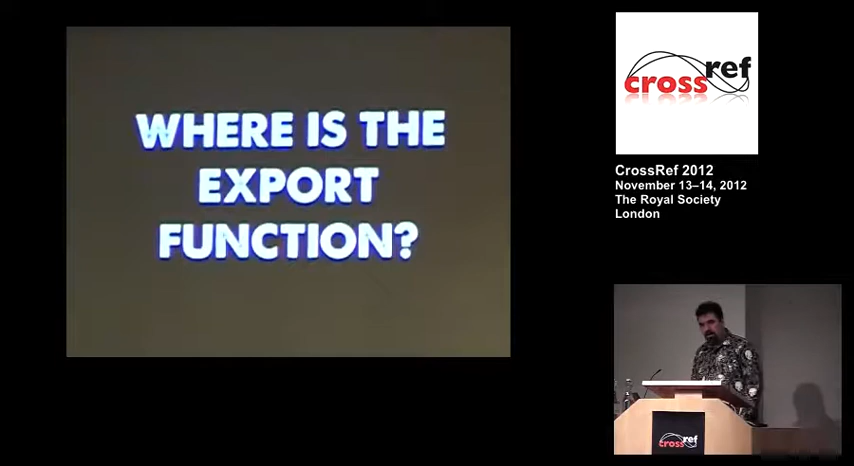 WHERE IS THE
EXPORT
FUNCTION?
crossref
CrossRef 2012
November 13–14, 2012
The Royal Society
London
crossref